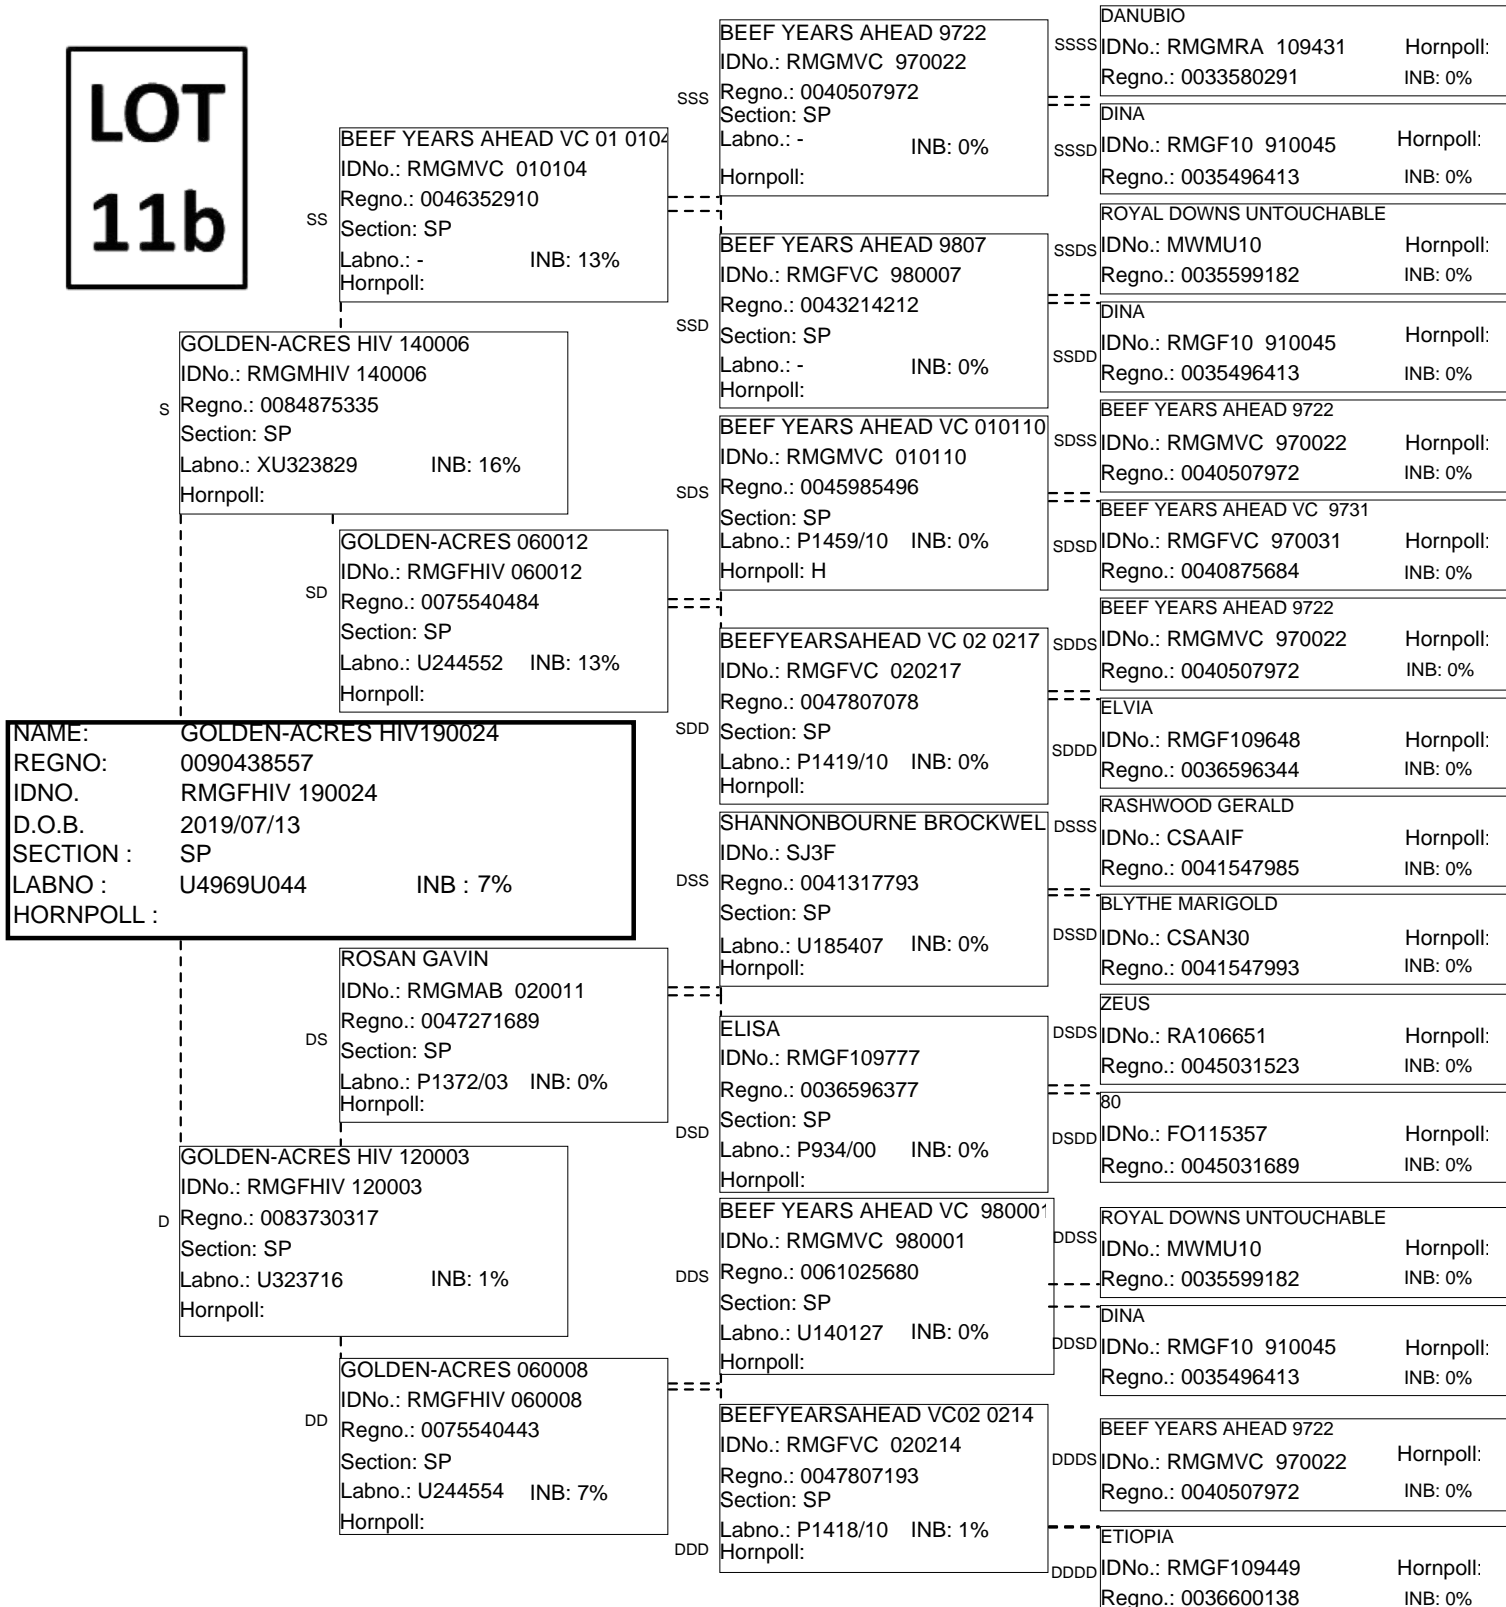 LOT
11b
S
GOLDEN-ACRES HIV 140006
IDNo.: RMGMHIV 140006
Regno.: 0084875335
Section: SP
Labno.: XU323829 INB: 16%
Hornpoll:
SS
BEEF YEARS AHEAD VC 01 0104
IDNo.: RMGMVC 010104
Regno.: 0046352910
Section: SP
Labno.: - INB: 13%
Hornpoll:
SD
GOLDEN-ACRES 060012
IDNo.: RMGFHIV 060012
Regno.: 0075540484
Section: SP
Labno.: U244552 INB: 13%
Hornpoll:
NAME: GOLDEN-ACRES HIV190024
REGNO: 0090438557
IDNO. RMGFHIV 190024
D.O.B. 2019/07/13
SECTION : SP
LABNO : U4969U044 INB : 7%
HORNPOLL :
DS
ROSAN GAVIN
IDNo.: RMGMAB 020011
Regno.: 0047271689
Section: SP
Labno.: P1372/03 INB: 0%
Hornpoll:
D
GOLDEN-ACRES HIV 120003
IDNo.: RMGFHIV 120003
Regno.: 0083730317
Section: SP
Labno.: U323716 INB: 1%
Hornpoll:
DD
GOLDEN-ACRES 060008
IDNo.: RMGFHIV 060008
Regno.: 0075540443
Section: SP
Labno.: U244554 INB: 7%
Hornpoll:
SSS
BEEF YEARS AHEAD 9722
IDNo.: RMGMVC 970022
Regno.: 0040507972
Section: SP
Labno.: - INB: 0%
Hornpoll:
SSD
BEEF YEARS AHEAD 9807
IDNo.: RMGFVC 980007
Regno.: 0043214212
Section: SP
Labno.: - INB: 0%
Hornpoll:
SDS
BEEF YEARS AHEAD VC 010110
IDNo.: RMGMVC 010110
Regno.: 0045985496
Section: SP
Labno.: P1459/10 INB: 0%
Hornpoll: H
SDD
BEEFYEARSAHEAD VC 02 0217
IDNo.: RMGFVC 020217
Regno.: 0047807078
Section: SP
Labno.: P1419/10 INB: 0%
Hornpoll:
DSS
SHANNONBOURNE BROCKWEL
IDNo.: SJ3F
Regno.: 0041317793
Section: SP
Labno.: U185407 INB: 0%
Hornpoll:
DSD
ELISA
IDNo.: RMGF109777
Regno.: 0036596377
Section: SP
Labno.: P934/00 INB: 0%
Hornpoll:
DDS
BEEF YEARS AHEAD VC 980001
IDNo.: RMGMVC 980001
Regno.: 0061025680
Section: SP
Labno.: U140127 INB: 0%
Hornpoll:
DDD
BEEFYEARSAHEAD VC02 0214
IDNo.: RMGFVC 020214
Regno.: 0047807193
Section: SP
Labno.: P1418/10 INB: 1%
Hornpoll:
DANUBIO
SSSS IDNo.: RMGMRA 109431 Hornpoll:
Regno.: 0033580291 INB: 0%
DINA
SSSD IDNo.: RMGF10 910045 Hornpoll:
Regno.: 0035496413 INB: 0%
ROYAL DOWNS UNTOUCHABLE
SSDS IDNo.: MWMU10 Hornpoll:
Regno.: 0035599182 INB: 0%
DINA
SSDD IDNo.: RMGF10 910045 Hornpoll:
Regno.: 0035496413 INB: 0%
BEEF YEARS AHEAD 9722
SDSS IDNo.: RMGMVC 970022 Hornpoll:
Regno.: 0040507972 INB: 0%
BEEF YEARS AHEAD VC 9731
SDSD IDNo.: RMGFVC 970031 Hornpoll:
Regno.: 0040875684 INB: 0%
BEEF YEARS AHEAD 9722
SDDS IDNo.: RMGMVC 970022 Hornpoll:
Regno.: 0040507972 INB: 0%
ELVIA
SDDD IDNo.: RMGF109648 Hornpoll:
Regno.: 0036596344 INB: 0%
RASHWOOD GERALD
DSSS IDNo.: CSAAIF Hornpoll:
Regno.: 0041547985 INB: 0%
BLYTHE MARIGOLD
DSSD IDNo.: CSAN30 Hornpoll:
Regno.: 0041547993 INB: 0%
ZEUS
DSDS IDNo.: RA106651 Hornpoll:
Regno.: 0045031523 INB: 0%
80
DSDD IDNo.: FO115357 Hornpoll:
Regno.: 0045031689 INB: 0%
ROYAL DOWNS UNTOUCHABLE
DDSS IDNo.: MWMU10 Hornpoll:
Regno.: 0035599182 INB: 0%
DINA
DDSD IDNo.: RMGF10 910045 Hornpoll:
Regno.: 0035496413 INB: 0%
BEEF YEARS AHEAD 9722
DDDS IDNo.: RMGMVC 970022 Hornpoll:
Regno.: 0040507972 INB: 0%
ETIOPIA
DDDD IDNo.: RMGF109449 Hornpoll:
Regno.: 0036600138 INB: 0%